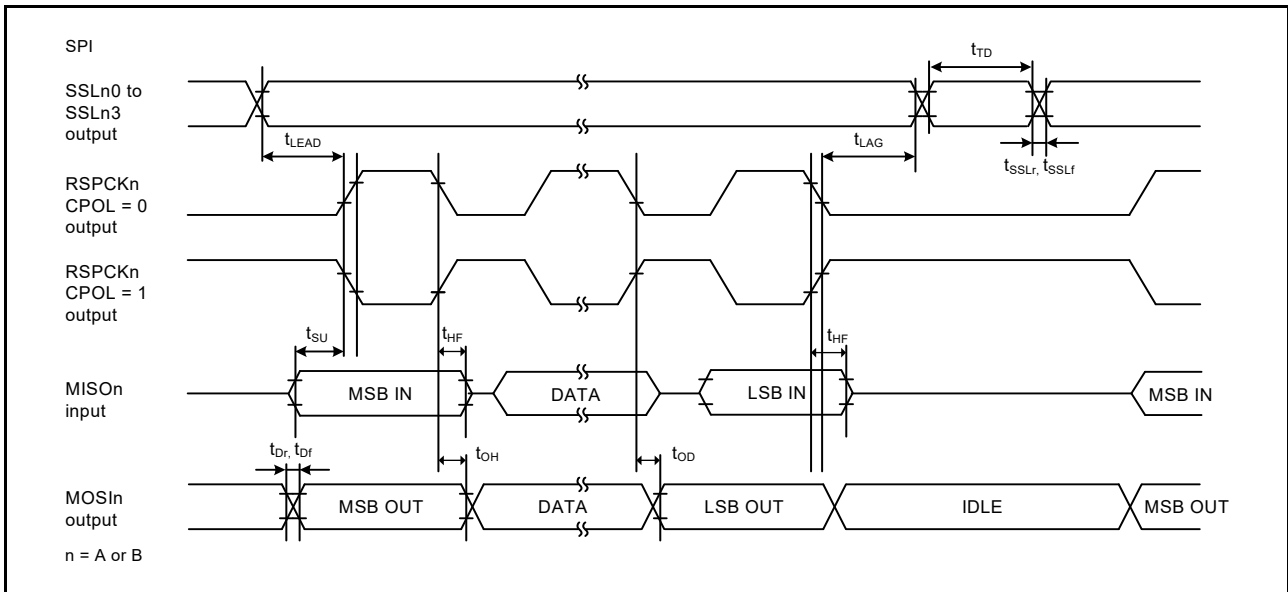 SPI
tTD
SSLn0 to
SSLn3
output
tLEAD
tLAG
tSSLr, tSSLf
RSPCKn
CPOL = 0
output
RSPCKn
CPOL = 1
output
tSU
tHF
tHF
MISOn
input
MSB IN
DATA
LSB IN
MSB IN
tDr, tDf
tOH
tOD
MOSIn
output
MSB OUT
DATA
LSB OUT
IDLE
MSB OUT
n = A or B